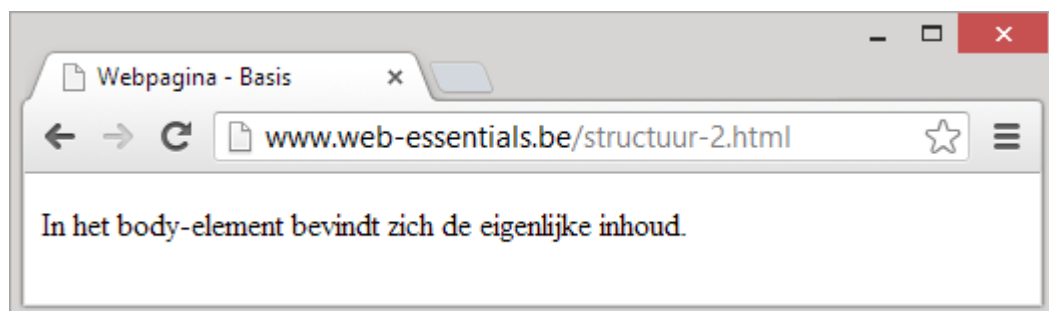 Webpagina - Basis
www.web-essentials.be/structuur-2.html
In het body-element bevindt zich de eigenlijke inhoud.